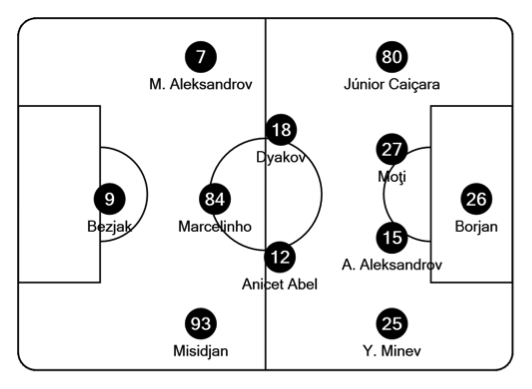 7
M. Aleksandrov
80
Júnior Caiçara
18
Dyakov
27
Moţi
9
Bezjak
84
Marcelinho
26
Borjan
12
Anicet Abel
15
A. Aleksandrov
93
Misidjan
25
Y. Minev